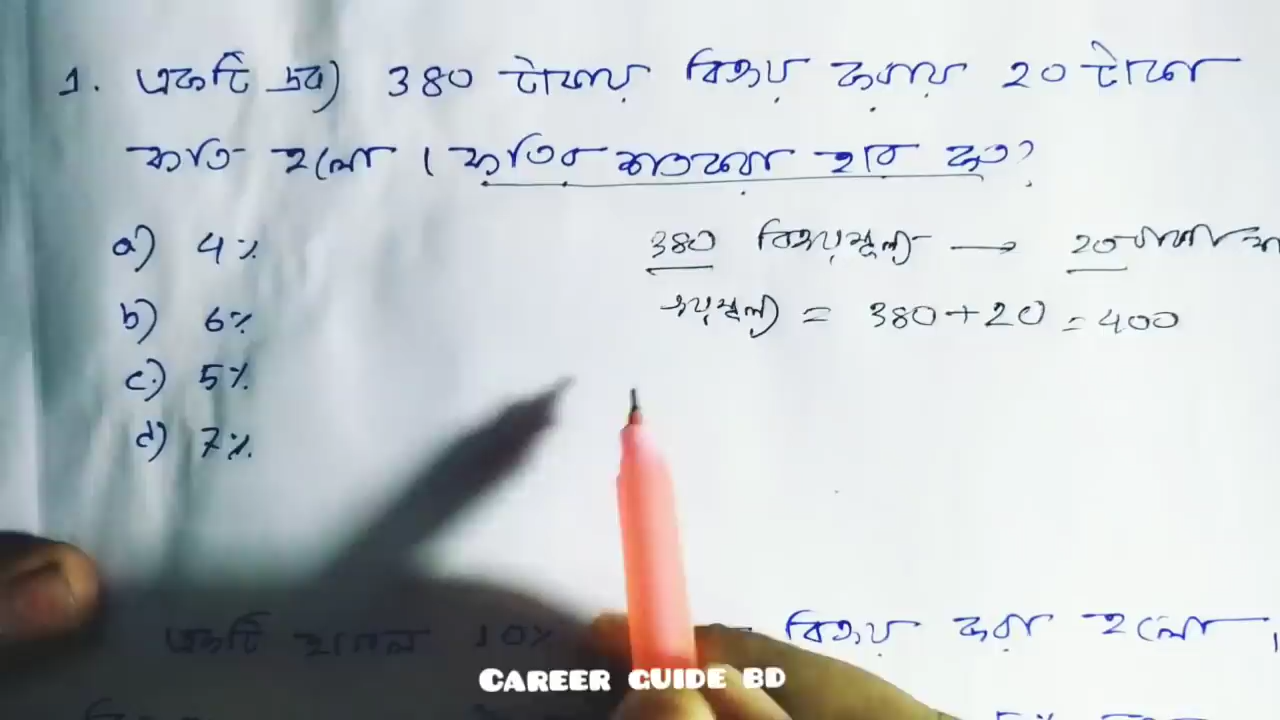 1. একটি দ্রব্য 380 টাকায় বিক্রয় করায় 20 টাকা
ক্ষতি হলো । ক্ষতির শতকরা হার কত?
a) 4%
b) 6%
c) 5%
d) 7%
380 বিক্রয়মূল্য → 20 টাকা
ক্রয়মূল্য = 380+20 = 400
একটি 10% বিক্রয় করা হলো ।
5%
CAREER GUIDE BD